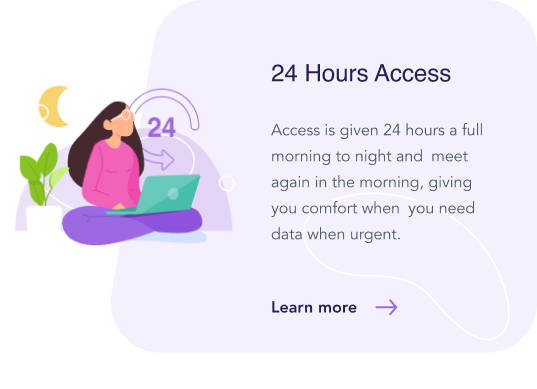 24 Hours Access
24
Access is given 24 hours a full
morning to night and  meet
again in the morning, giving
you comfort when  you need
data when urgent.
Learn more